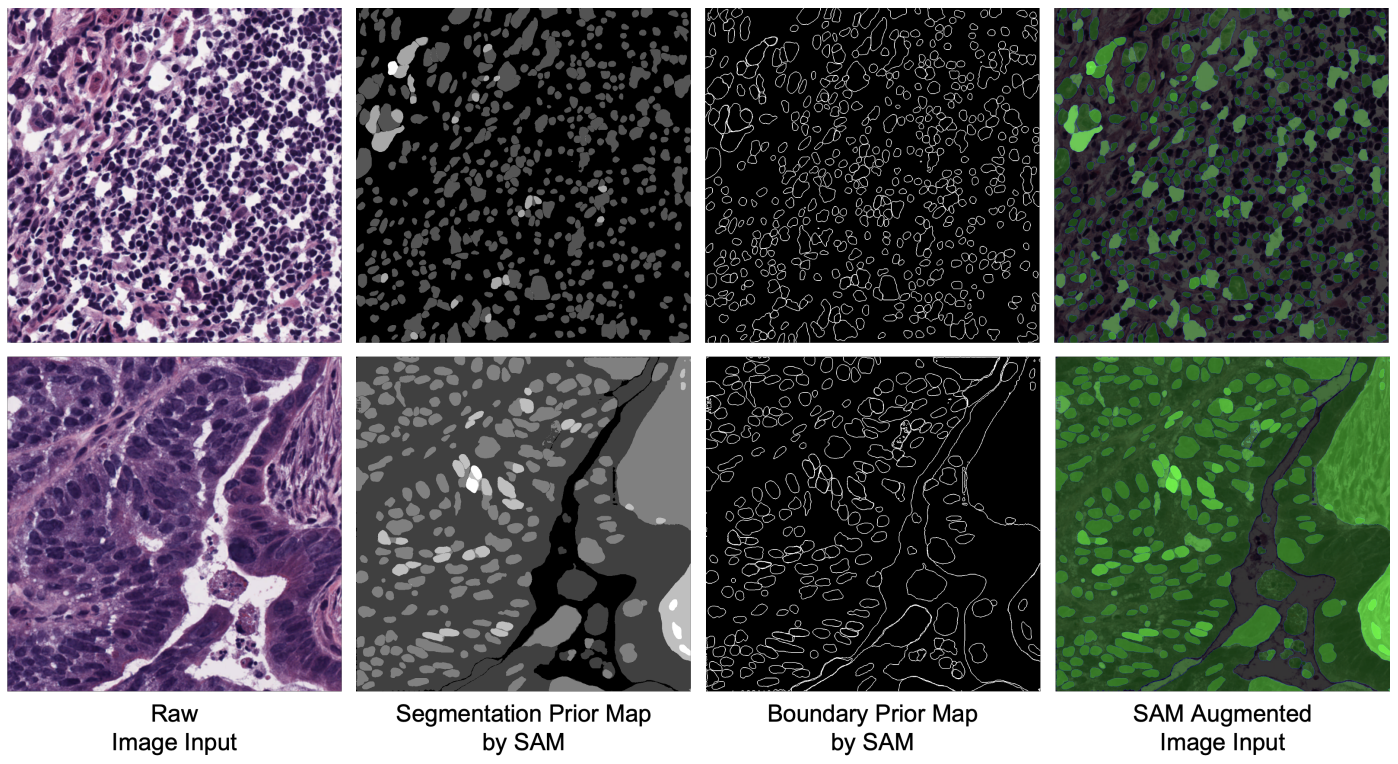 Raw
Image Input
Segmentation Prior Map
by SAM
Boundary Prior Map
by SAM
SAM Augmented
Image Input